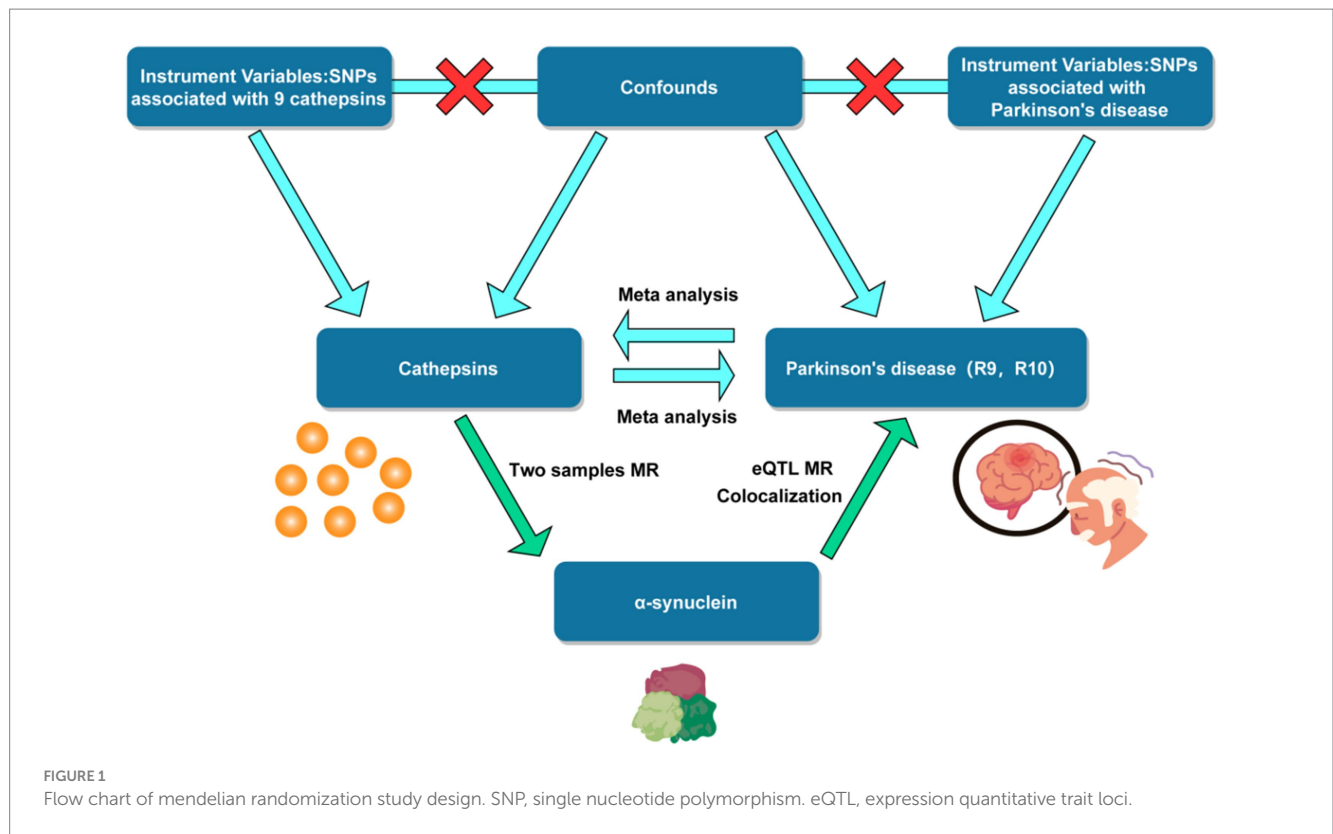 Instrument Variables:SNPs
associated with 9 cathepsins
Confounds
Instrument Variables:SNPs
associated with
Parkinson's disease
Meta analysis
Cathepsins
Parkinson's disease (R9, R10)
Meta analysis
Two samples MR
eQTL MR
Colocalization
α-synuclein
FIGURE 1
Flow chart of mendelian randomization study design. SNP, single nucleotide polymorphism. eQTL, expression quantitative trait loci.